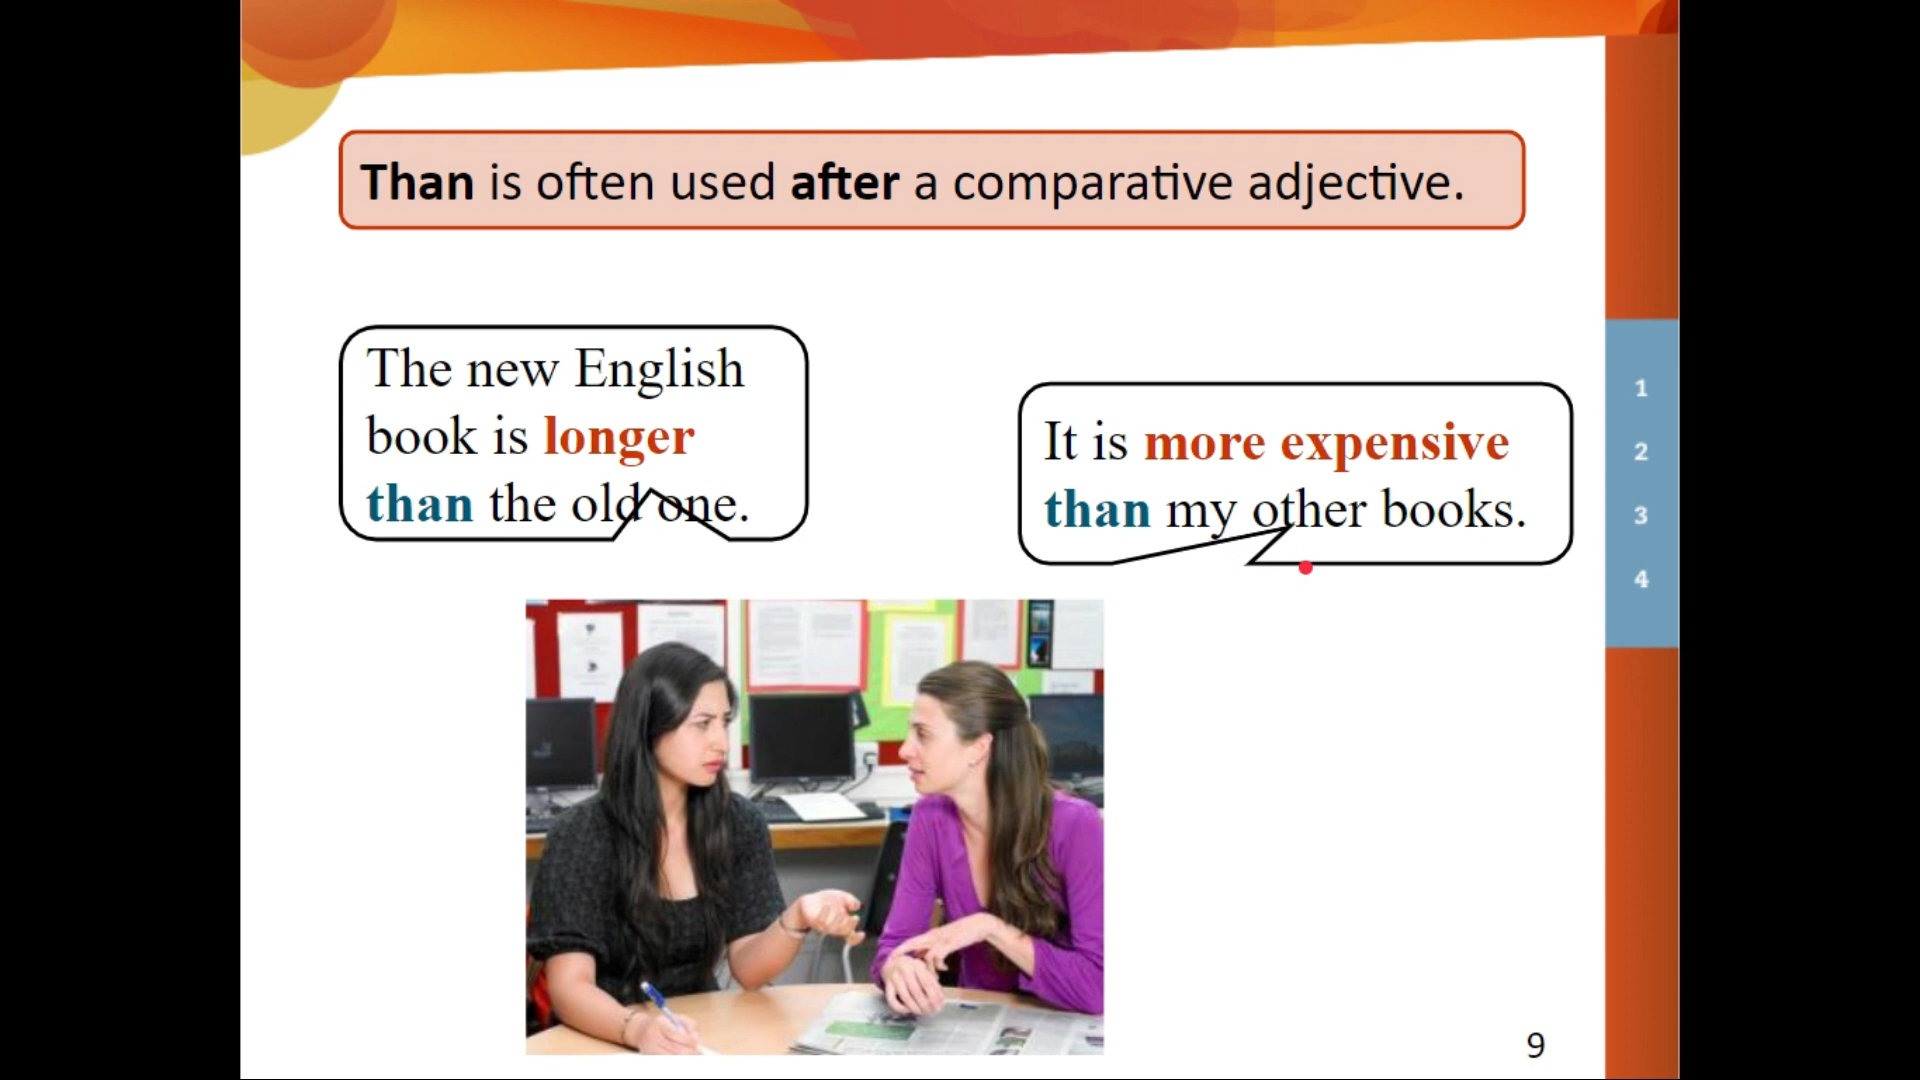 Than is often used after a comparative adjective.
The new English
book is longer
than the old one.
It is more expensive
than my other books.
1
2
3
4
9